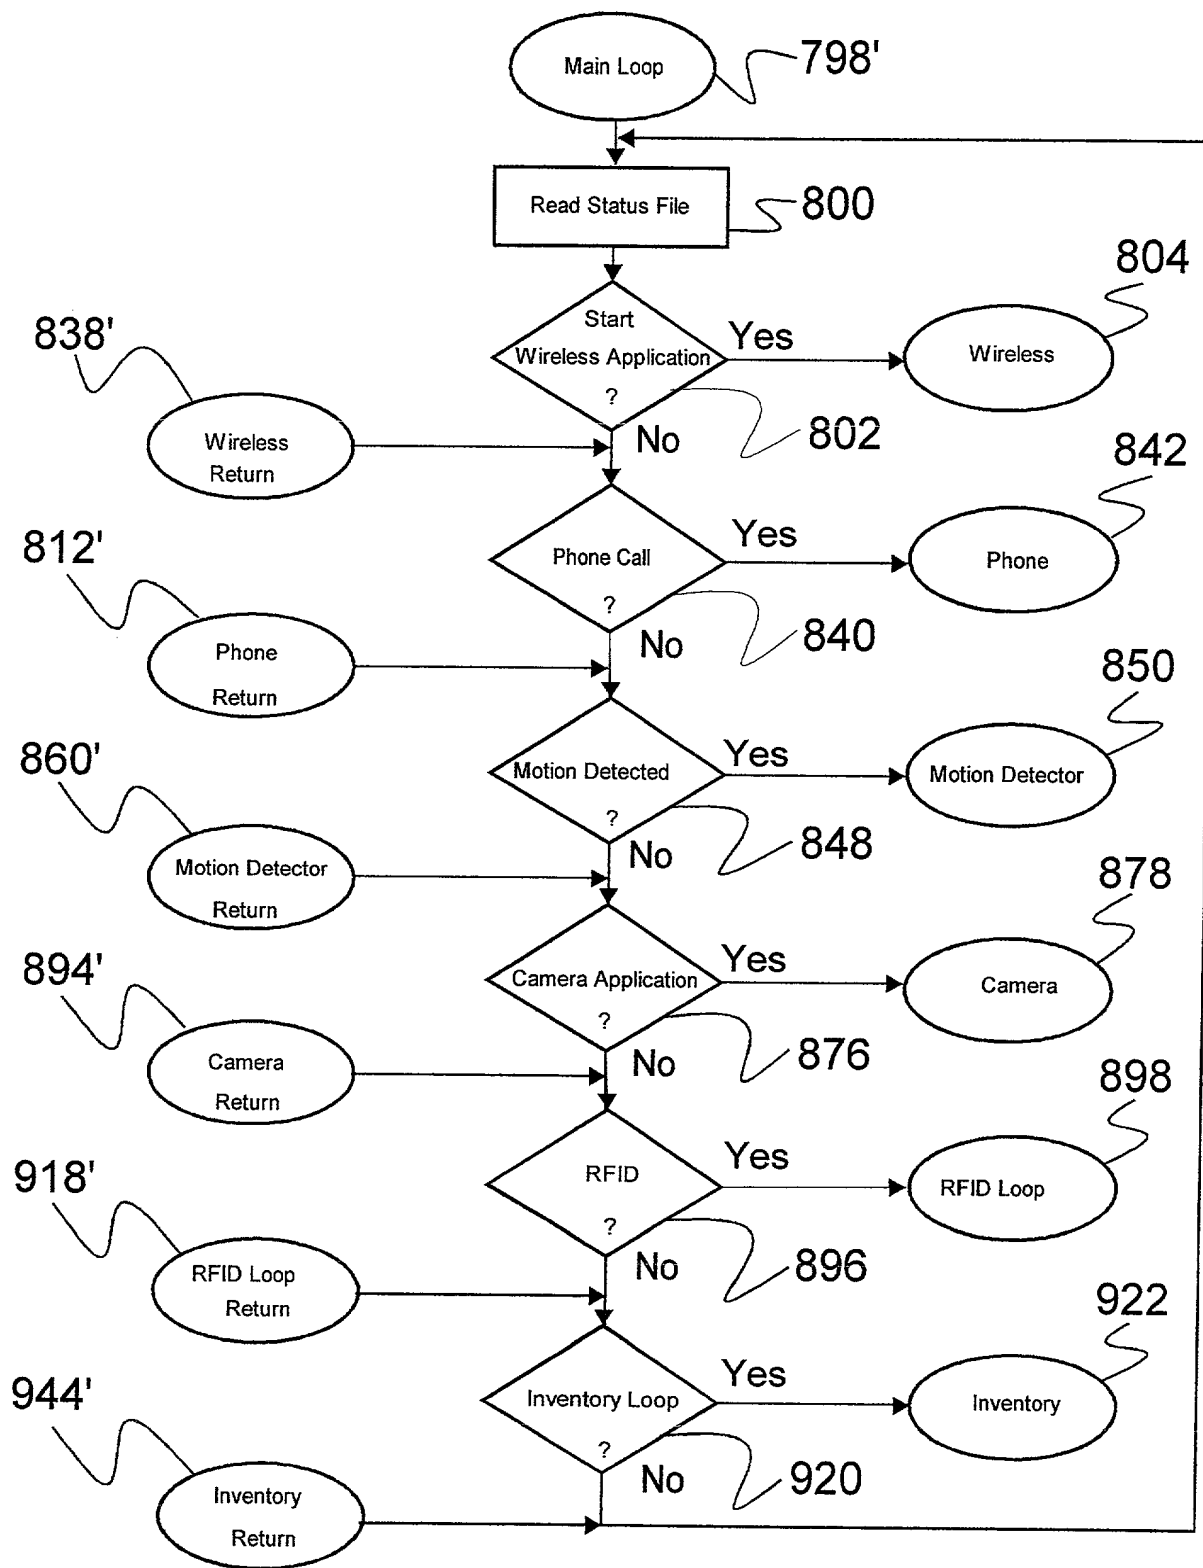 Main Loop
798'
Read Status File
800
804
Start
Wireless Application
?
Yes
Wireless
838'
802
No
Wireless
Return
842
Phone Call
?
Yes
Phone
812'
840
No
Phone
Return
850
Motion Detected
?
Yes
Motion Detector
860'
848
No
Motion Detector
Return
878
Camera Application
?
Yes
Camera
894'
876
No
Camera
Return
898
RFID
?
Yes
RFID Loop
918'
896
No
RFID Loop
Return
922
Inventory Loop
?
Yes
Inventory
944'
920
No
Inventory
Return